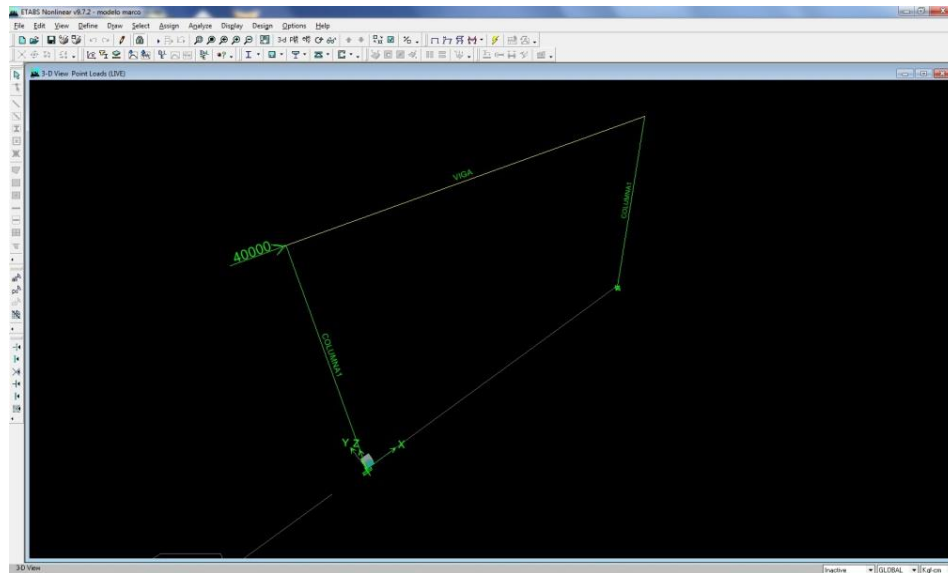 ETABS Nonlinear v9.7.2 - modelo marco
File Edit View Define Draw Select Assign Analyze Display Design Options Help
3-D View Point Loads (LIVE)
VIGA
COLUMNA1
40000
COLUMNA1
Y Z X
3-D View Inactive GLOBAL Kgf-cm